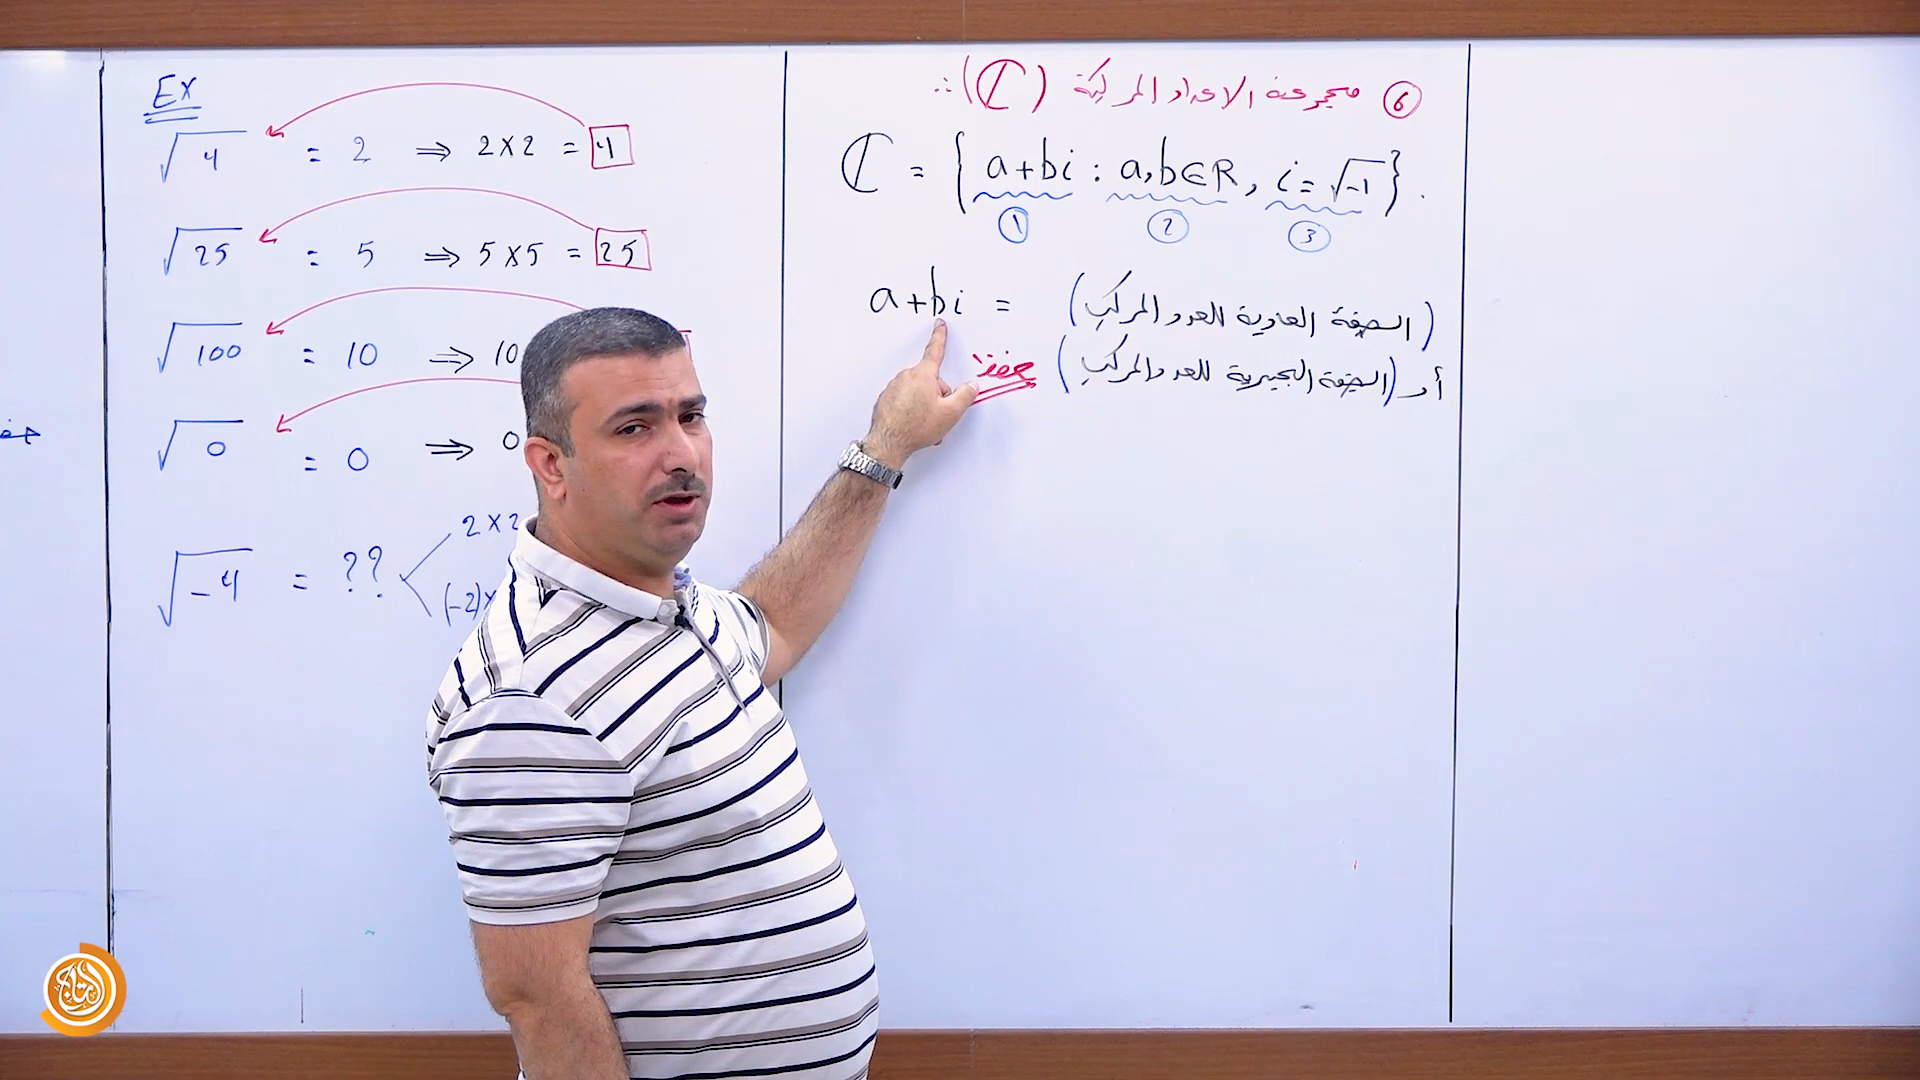 Ex
√4 = 2 ⇒ 2×2 = 4
√25 = 5 ⇒ 5×5 = 25
√100 = 10 ⇒ 10
√0 = 0 ⇒ 0
√-4 = ??
2×2
(-2)×
⑥ مجموعة الاعداد المركبة (ℂ) :.
ℂ = { a+bi : a,b∈R , i=√-1 } .
① ② ③
a+bi = (الصيغة العادية للعدد المركب)
أو (الصيغة الجبرية للعدد المركب) حفظ
التاج